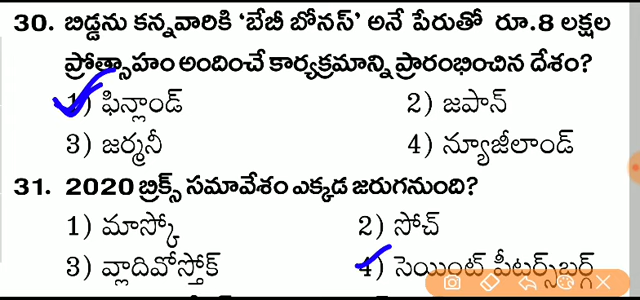 30. బిడ్డను కన్నవారికి ‘బేబీ బోనస్’ అనే పేరుతో రూ.8 లక్షల
ప్రోత్సాహం అందించే కార్యక్రమాన్ని ప్రారంభించిన దేశం?
1) ఫిన్లాండ్ 2) జపాన్
3) జర్మనీ 4) న్యూజీలాండ్
31. 2020 బ్రిక్స్ సమావేశం ఎక్కడ జరుగనుంది?
1) మాస్కో 2) సోచ్
3) వ్లాదివోస్తోక్ 4) సెయింట్ పీటర్స్‌బర్గ్